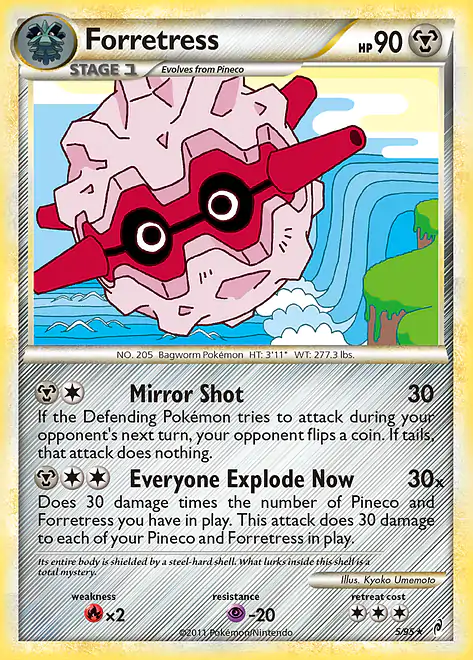 Forretress
HP 90
STAGE 1
Evolves from Pineco
NO. 205 Bagworm Pokémon HT: 3'11" WT: 277.3 lbs.
Mirror Shot 30
If the Defending Pokémon tries to attack during your
opponent's next turn, your opponent flips a coin. If tails,
that attack does nothing.
Everyone Explode Now 30x
Does 30 damage times the number of Pineco and
Forretress you have in play. This attack does 30 damage
to each of your Pineco and Forretress in play.
Its entire body is shielded by a steel-hard shell. What lurks inside this shell is a
total mystery.
Illus. Kyoko Umemoto
weakness resistance retreat cost
×2 -20
©2011 Pokémon/Nintendo 5/95★